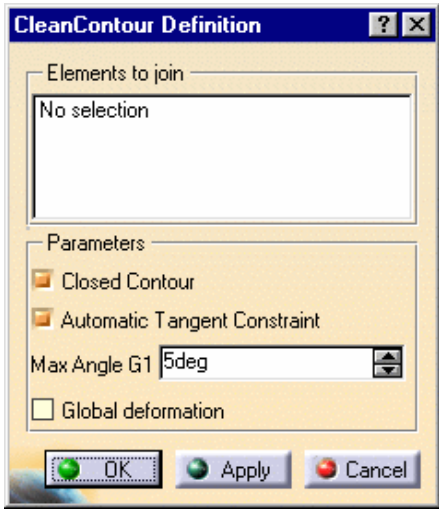 CleanContour Definition ? X
Elements to join
No selection
Parameters
Closed Contour
Automatic Tangent Constraint
Max Angle G1 5deg
Global deformation
OK Apply Cancel